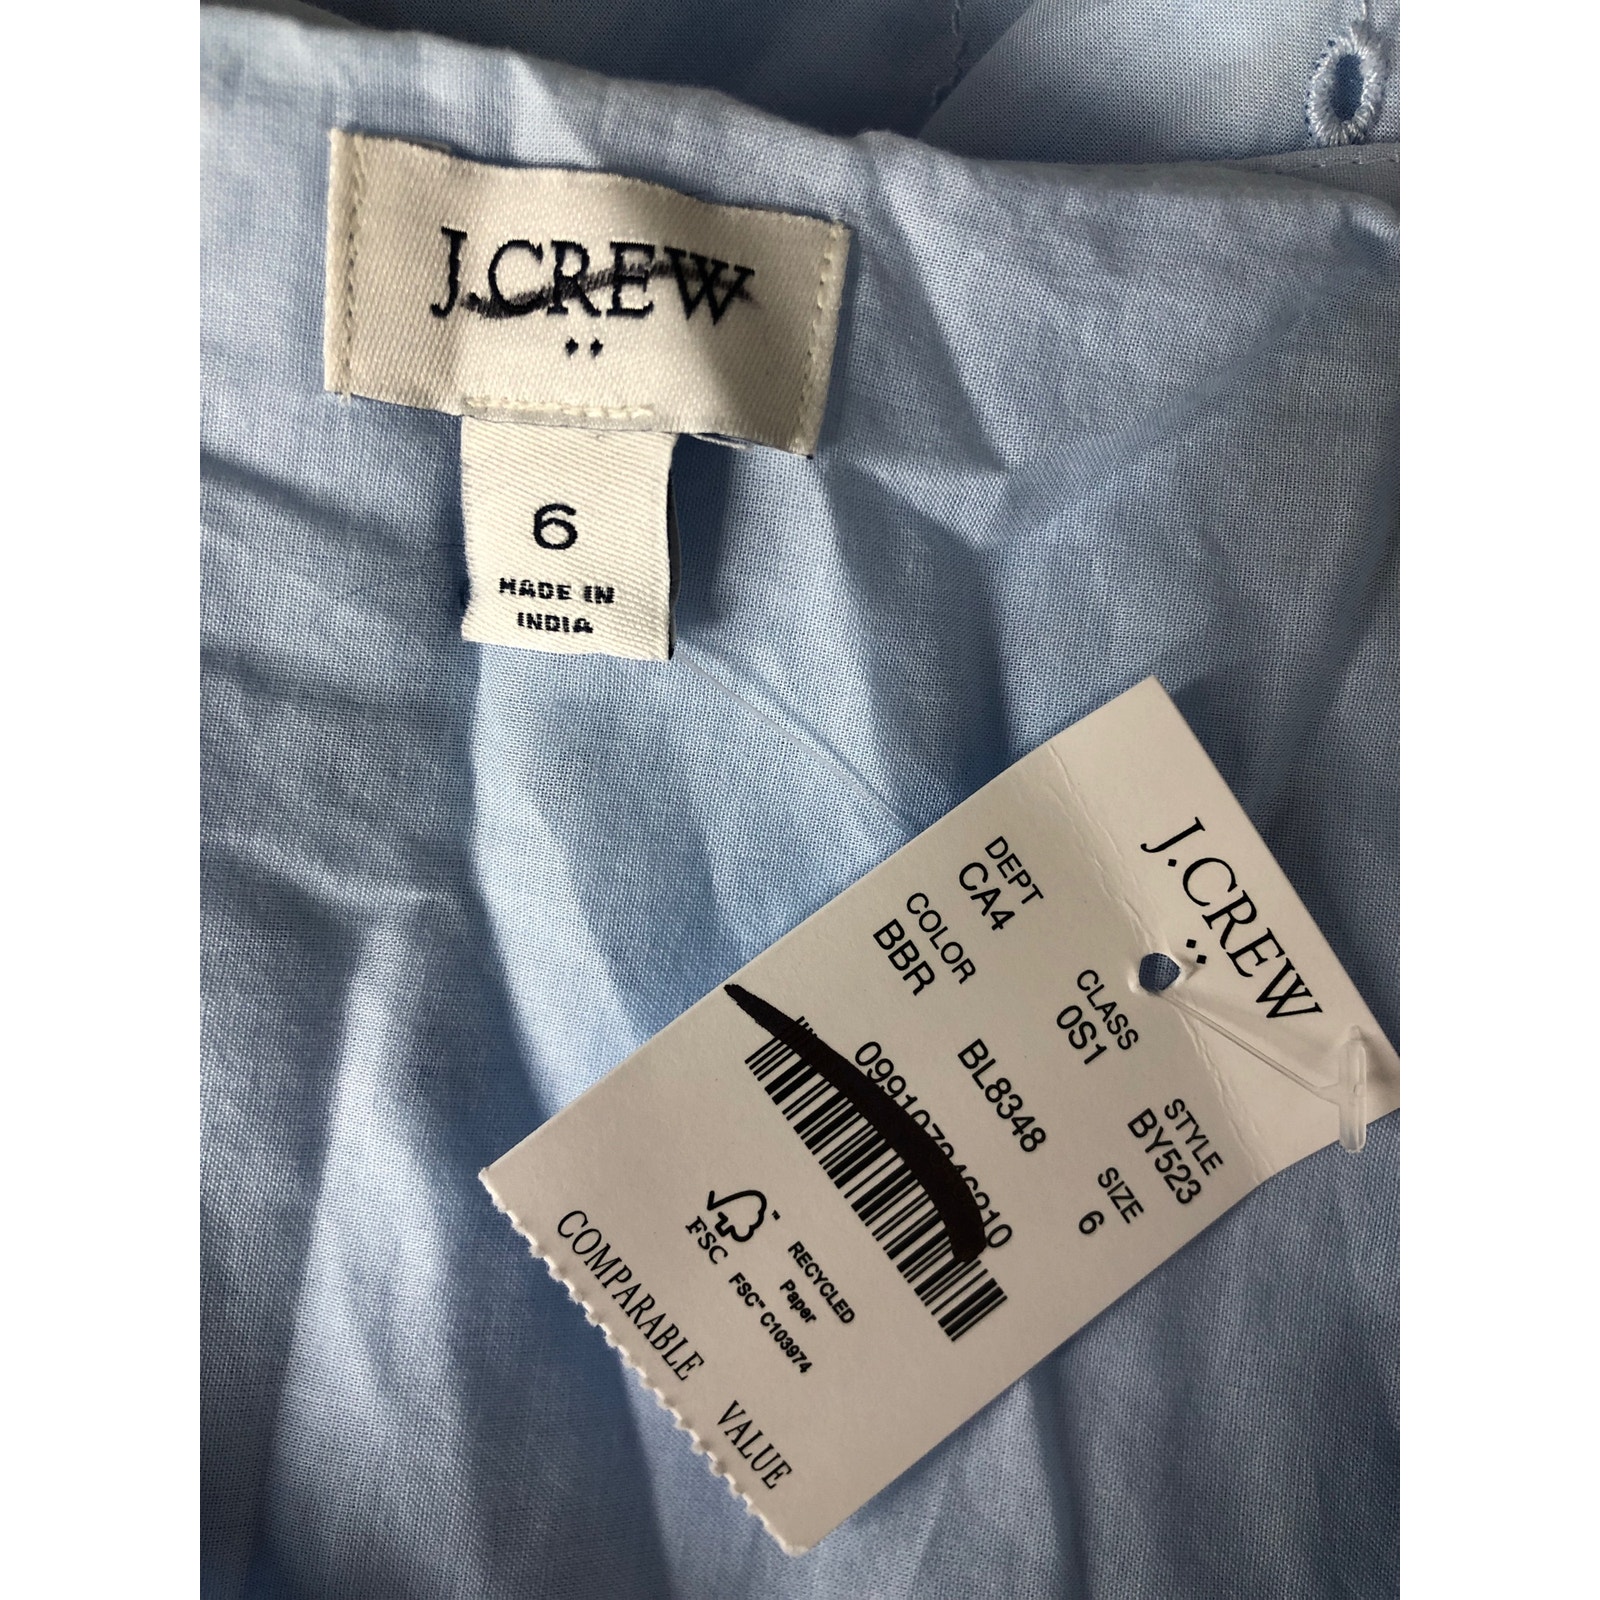 J.CREW
6
MADE IN
INDIA
J.CREW
DEPT CLASS STYLE
CA4 0S1 BY523
COLOR SIZE
BBR BL8348 6
FSC
RECYCLED
Paper
FSC™ C103974
COMPARABLE VALUE